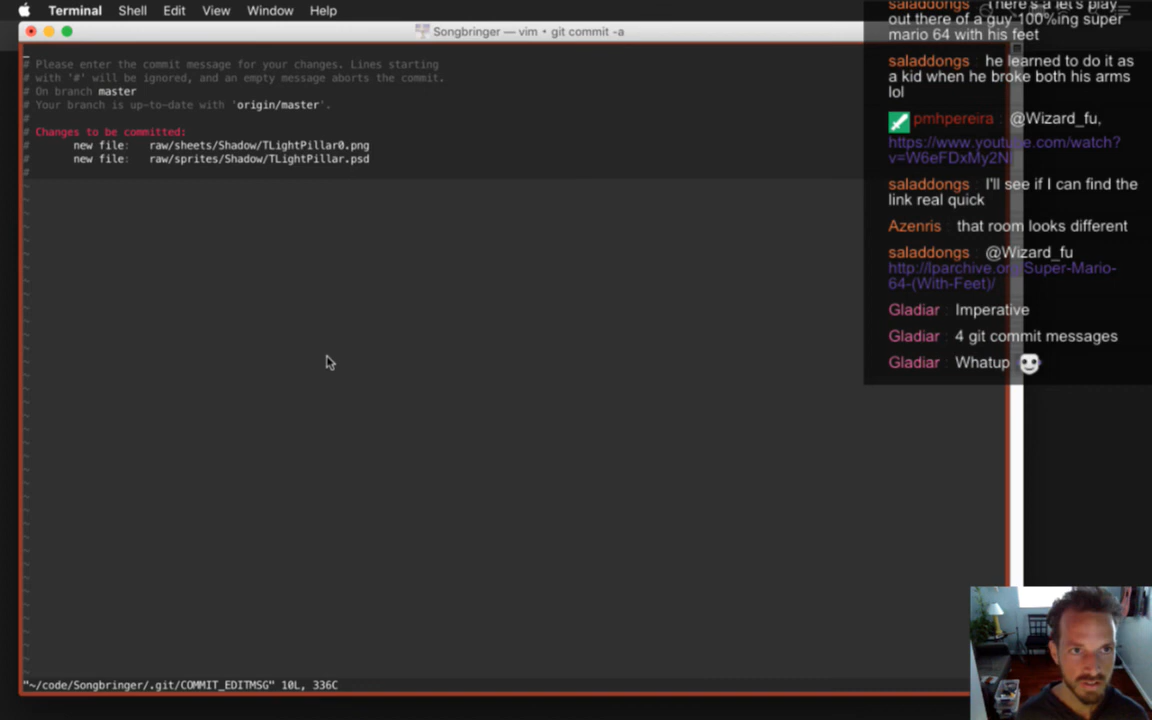 Terminal Shell Edit View Window Help
Songbringer — vim • git commit -a
# Please enter the commit message for your changes. Lines starting
# with '#' will be ignored, and an empty message aborts the commit.
# On branch master
# Your branch is up-to-date with 'origin/master'.
#
# Changes to be committed:
# new file: raw/sheets/Shadow/TLightPillar0.png
# new file: raw/sprites/Shadow/TLightPillar.psd
#
"~/code/Songbringer/.git/COMMIT_EDITMSG" 10L, 336C
saladdongs : There's a let's play
out there of a guy 100%ing super
mario 64 with his feet
saladdongs : he learned to do it as
a kid when he broke both his arms
lol
pmhpereira : @Wizard_fu,
https://www.youtube.com/watch?
v=W6eFDxMy2NI
saladdongs : I'll see if I can find the
link real quick
Azenris : that room looks different
saladdongs : @Wizard_fu
http://lparchive.org/Super-Mario-
64-(With-Feet)/
Gladiar : Imperative
Gladiar : 4 git commit messages
Gladiar : Whatup